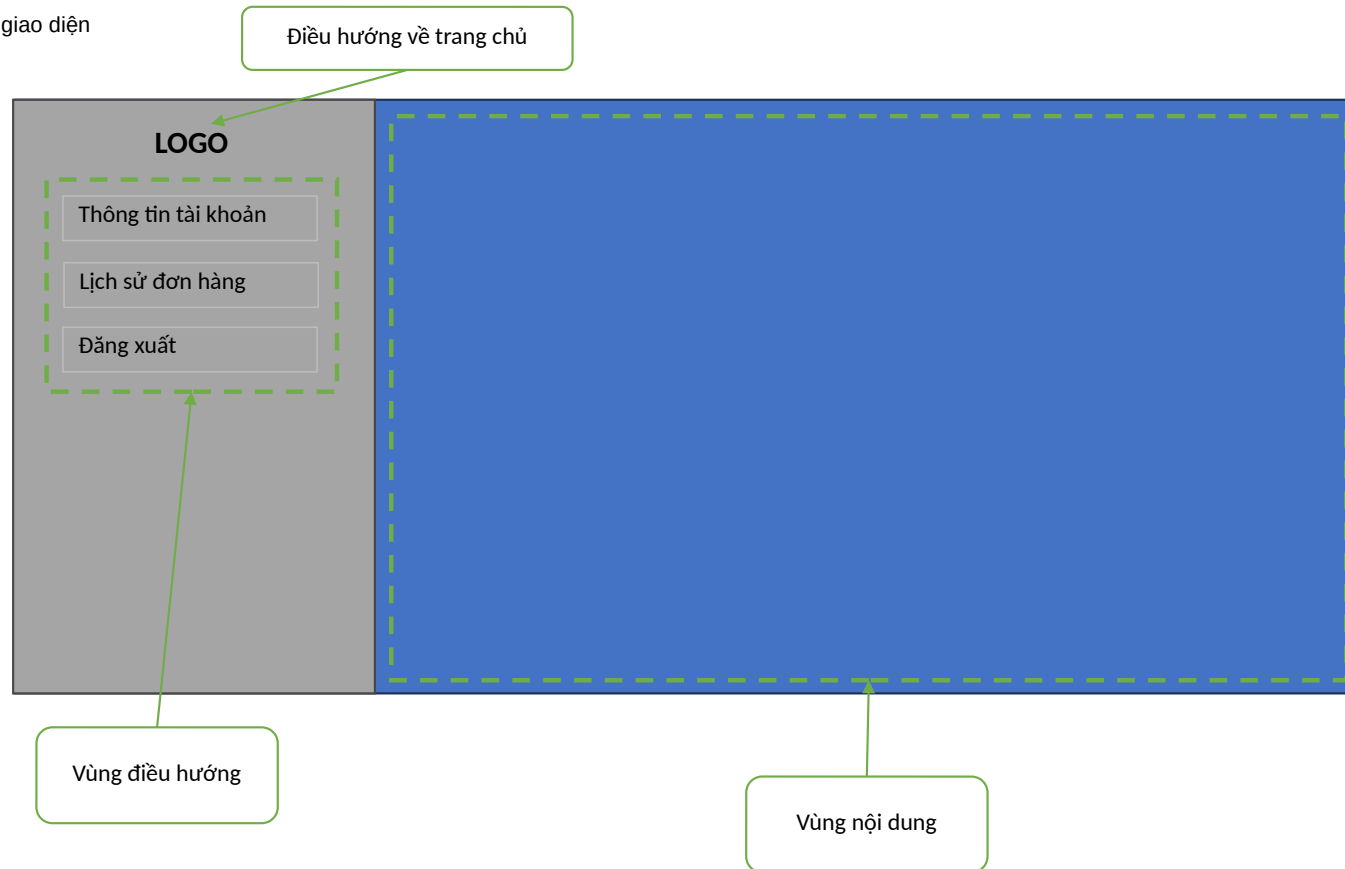 giao diện
Điều hướng về trang chủ
LOGO
Thông tin tài khoản
Lịch sử đơn hàng
Đăng xuất
Vùng điều hướng
Vùng nội dung